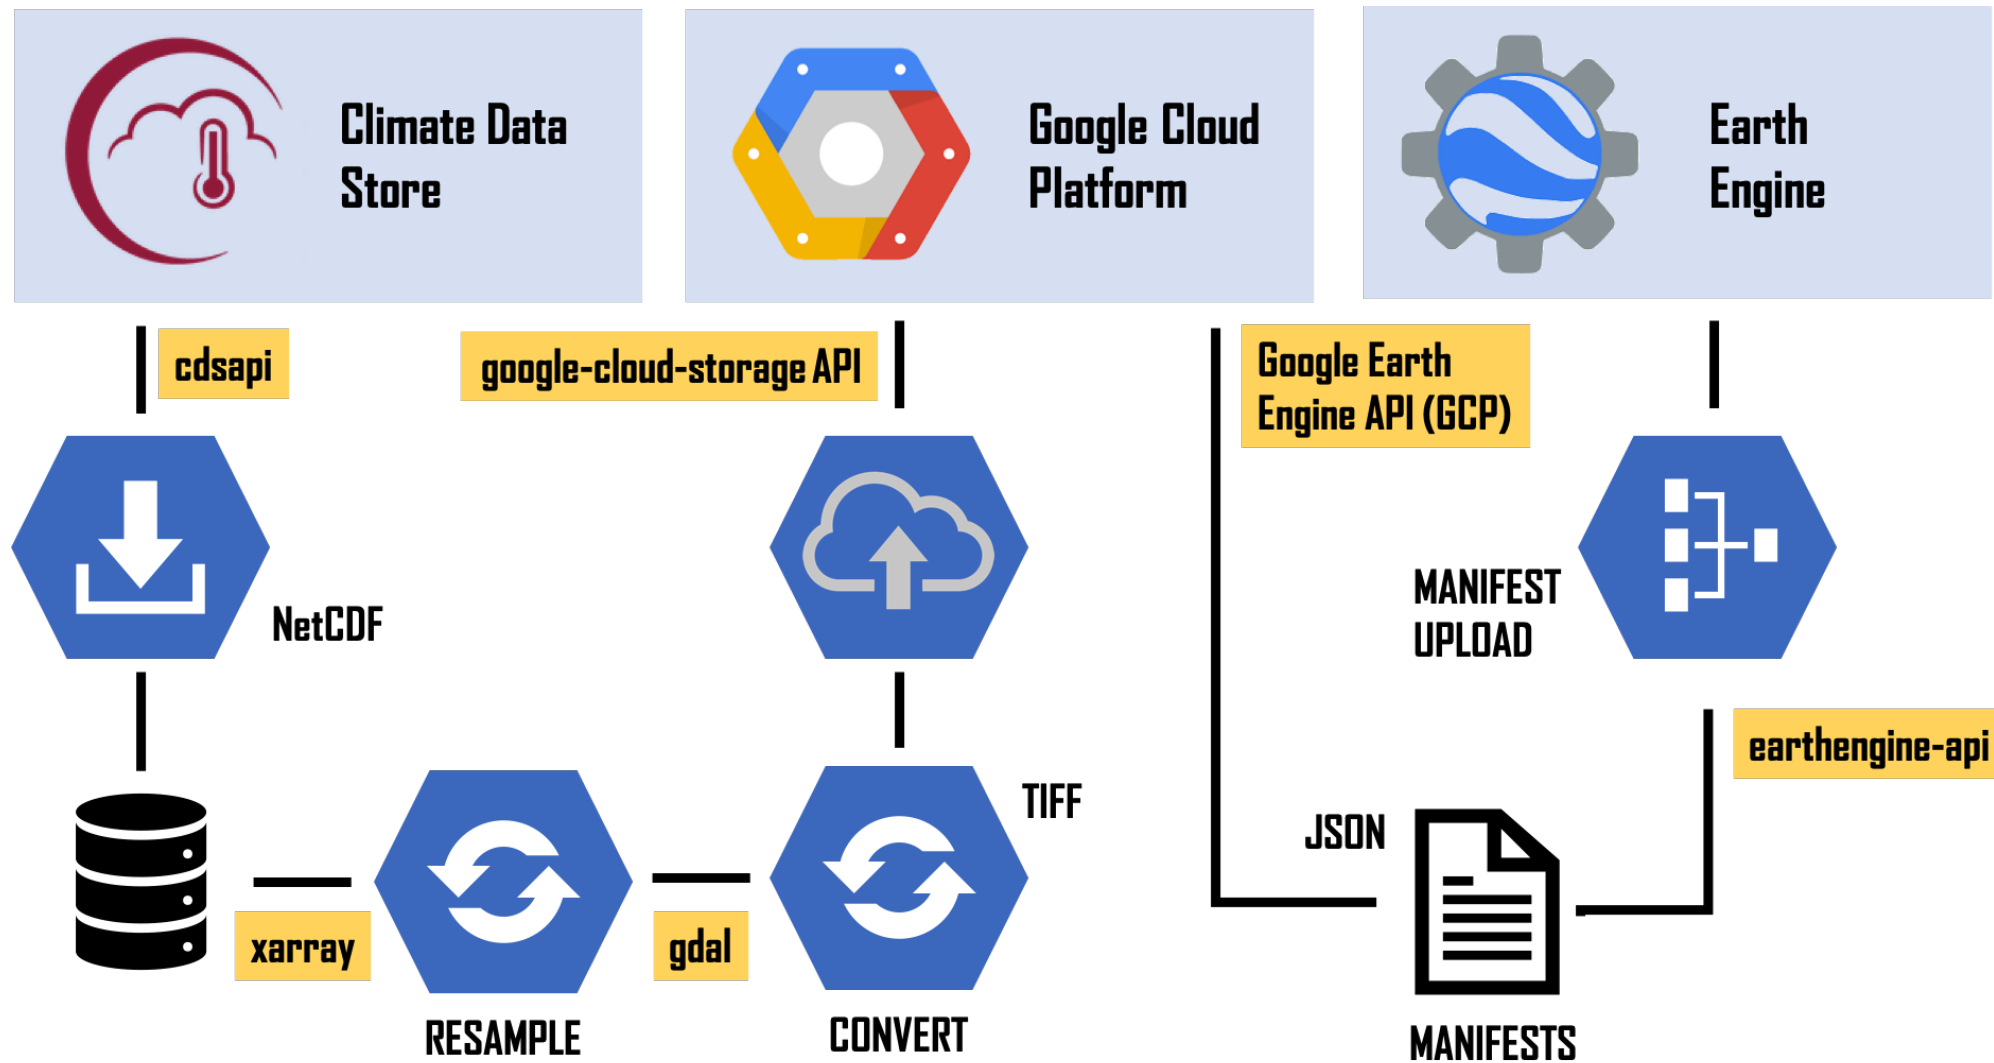 Climate Data
Store
Google Cloud
Platform
Earth
Engine
cdsapi
google-cloud-storage API
Google Earth
Engine API (GCP)
NetCDF
MANIFEST
UPLOAD
earthengine-api
TIFF
JSON
xarray
gdal
RESAMPLE
CONVERT
MANIFESTS